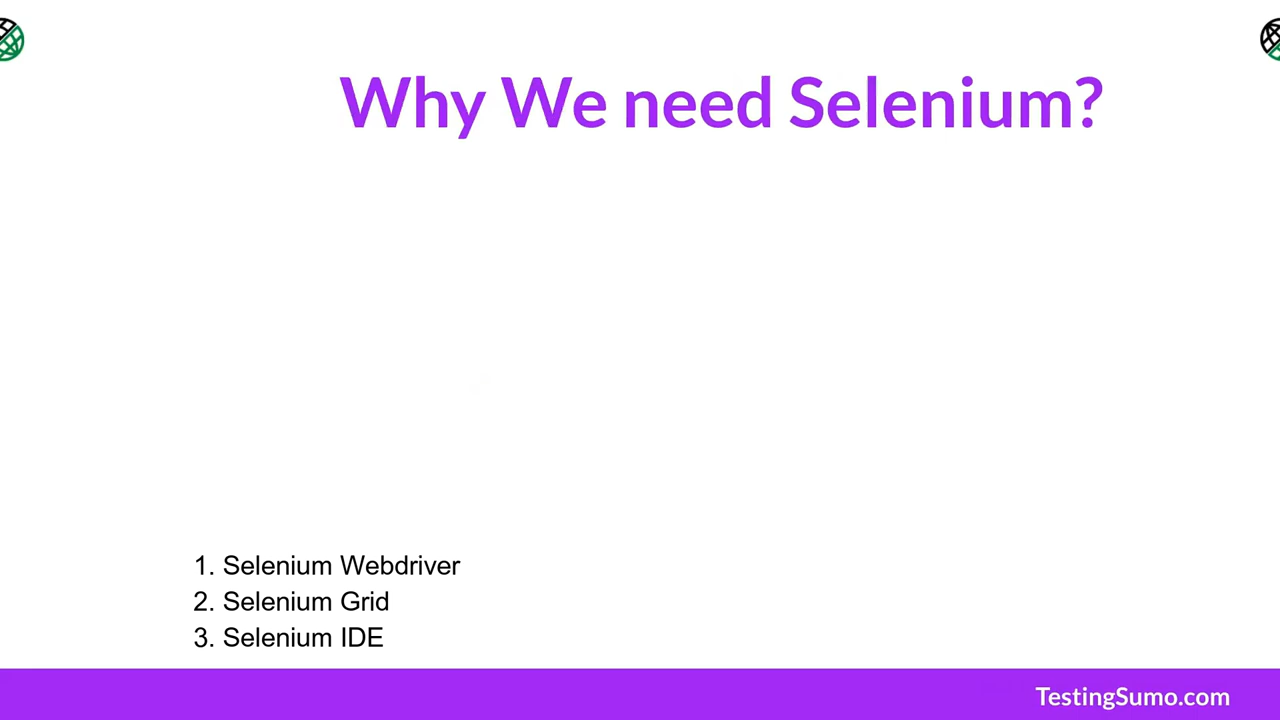 Why We need Selenium?
1. Selenium Webdriver
2. Selenium Grid
3. Selenium IDE
TestingSumo.com